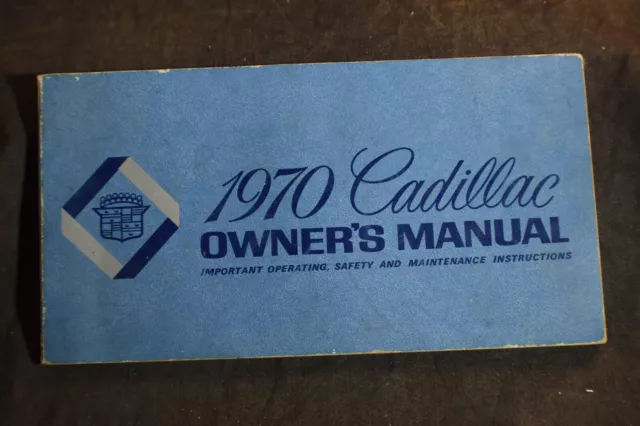 1970 Cadillac
OWNER'S MANUAL
IMPORTANT OPERATING, SAFETY AND MAINTENANCE INSTRUCTIONS